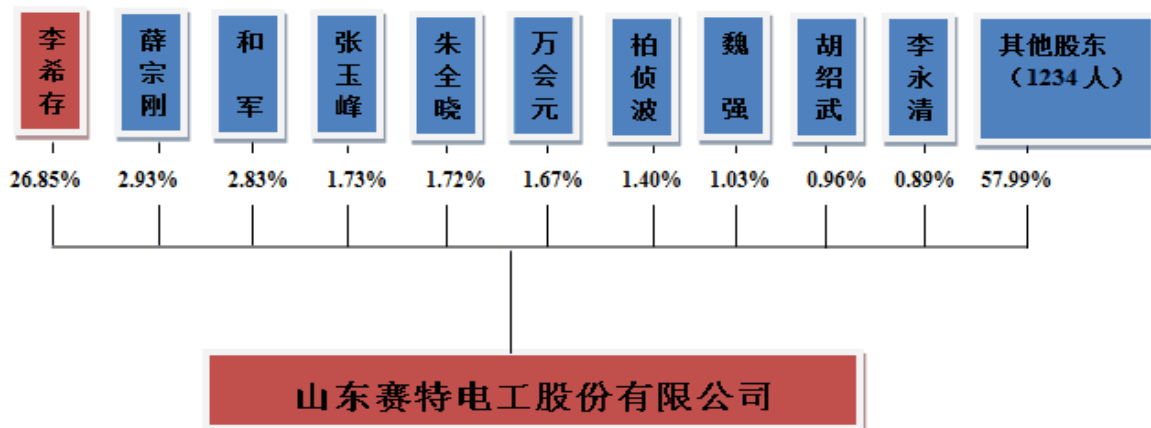 李希存
薛宗刚
和军
张玉峰
朱全晓
万会元
柏侦波
魏强
胡绍武
李永清
其他股东
（1234人）
26.85%
2.93%
2.83%
1.73%
1.72%
1.67%
1.40%
1.03%
0.96%
0.89%
57.99%
山东赛特电工股份有限公司